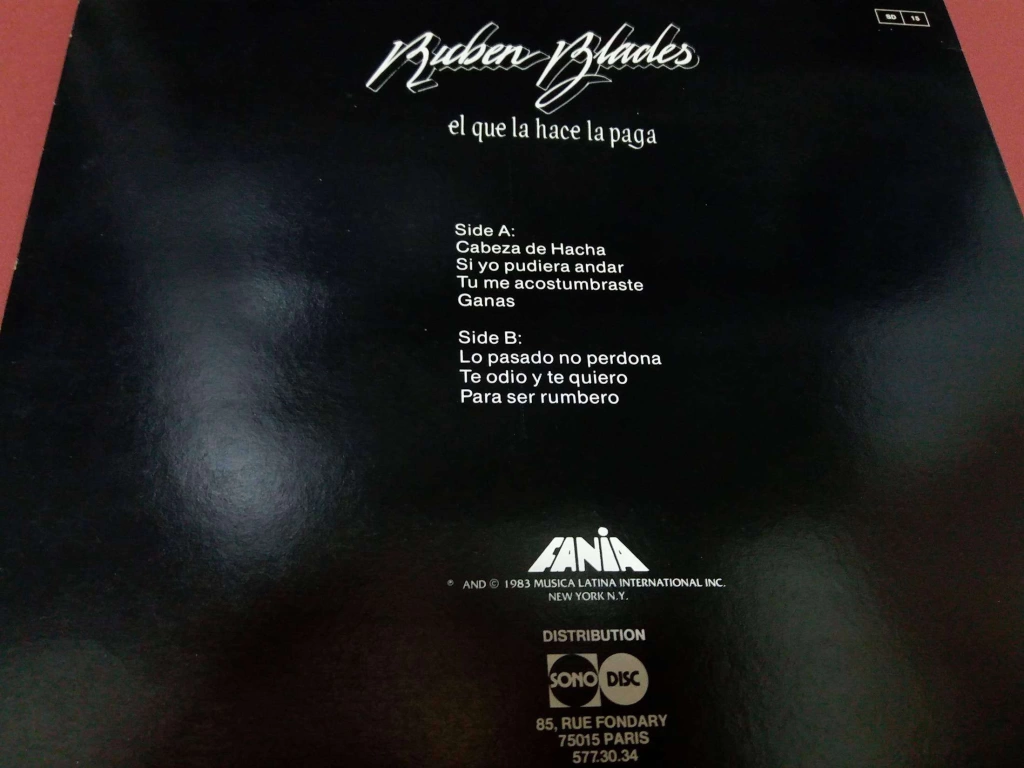 SD 15
Ruben Blades
el que la hace la paga
Side A:
Cabeza de Hacha
Si yo pudiera andar
Tu me acostumbraste
Ganas
Side B:
Lo pasado no perdona
Te odio y te quiero
Para ser rumbero
FANIA
℗ AND © 1983 MUSICA LATINA INTERNATIONAL INC.
NEW YORK N.Y.
DISTRIBUTION
SONO DISC
85, RUE FONDARY
75015 PARIS
577.30.34